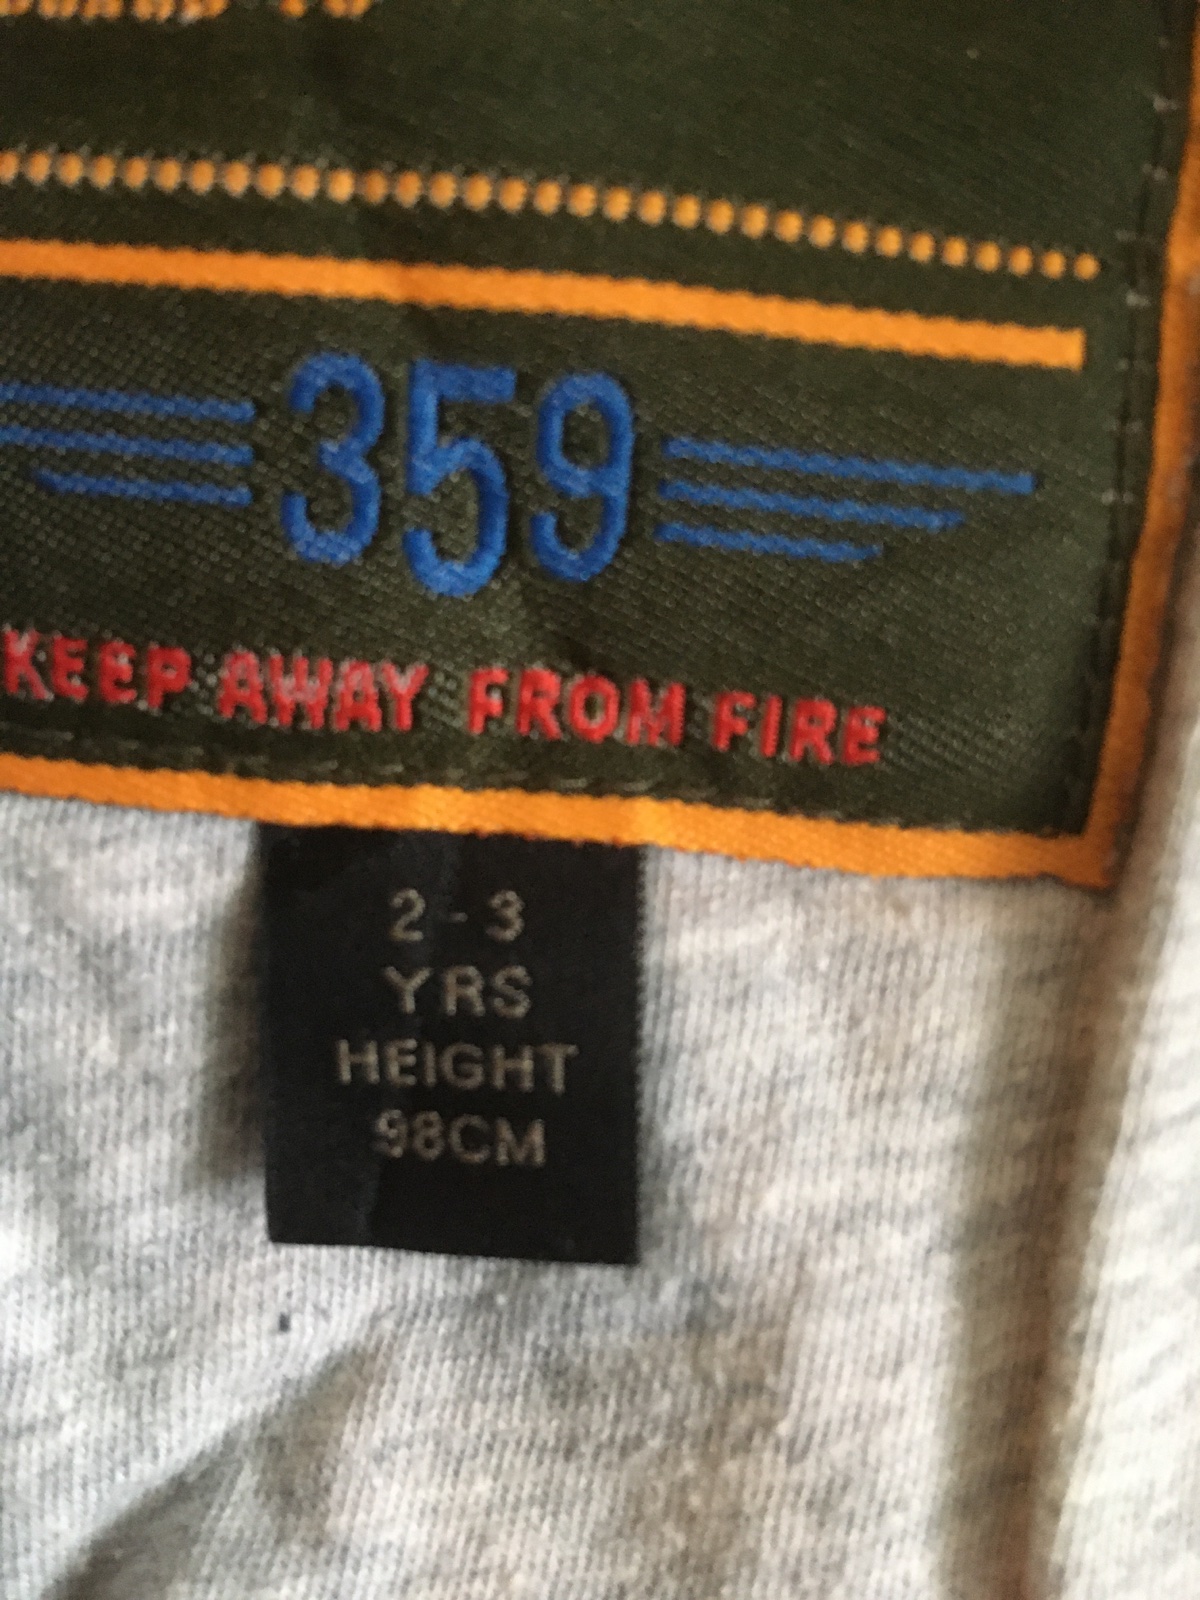 359
KEEP AWAY FROM FIRE
2 - 3
YRS
HEIGHT
98CM